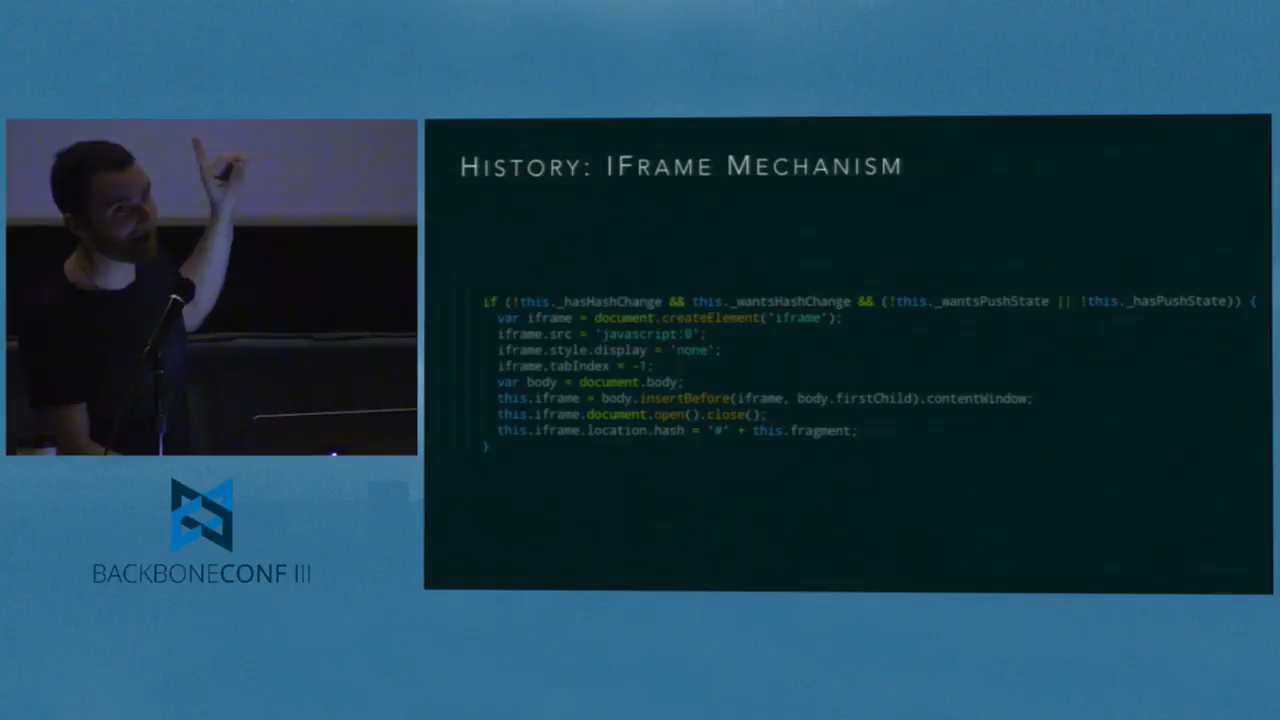 HISTORY: IFRAME MECHANISM
if (!this._hasHashChange && this._wantsHashChange && (!this._wantsPushState || !this._hasPushState)) {
var iframe = document.createElement('iframe');
iframe.src = 'javascript:0';
iframe.style.display = 'none';
iframe.tabIndex = -1;
var body = document.body;
this.iframe = body.insertBefore(iframe, body.firstChild).contentWindow;
this.iframe.document.open().close();
this.iframe.location.hash = '#' + this.fragment;
}
BACKBONECONF III